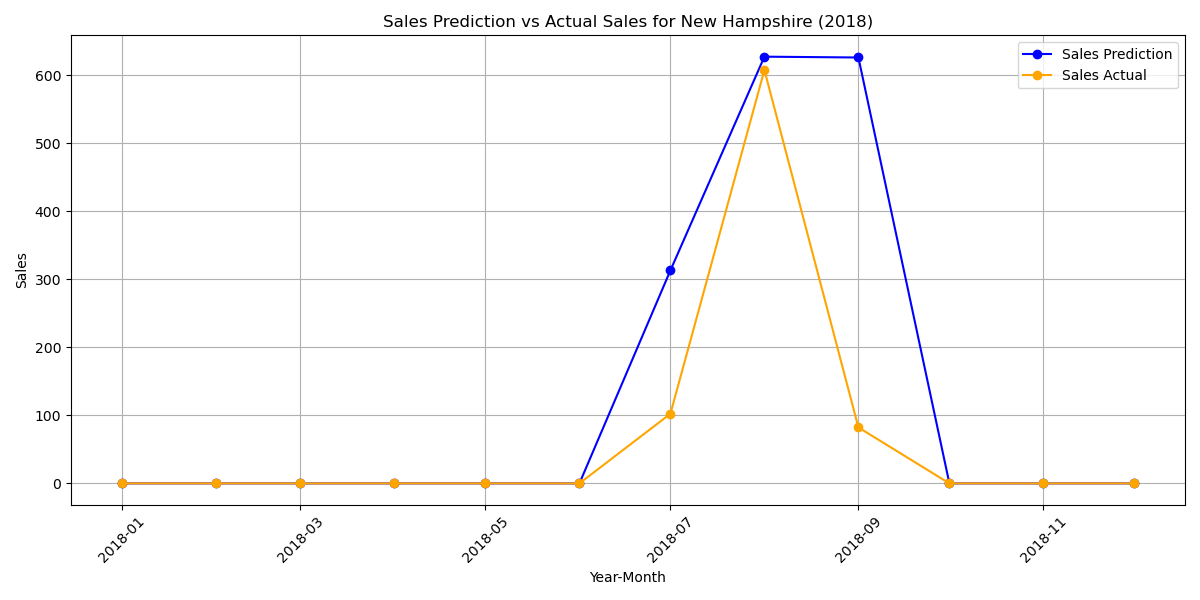 Sales Prediction vs Actual Sales for New Hampshire (2018)
Sales Prediction
Sales Actual
600
500
400
300
200
100
0
Sales
2018-01
2018-03
2018-05
2018-07
2018-09
2018-11
Year-Month